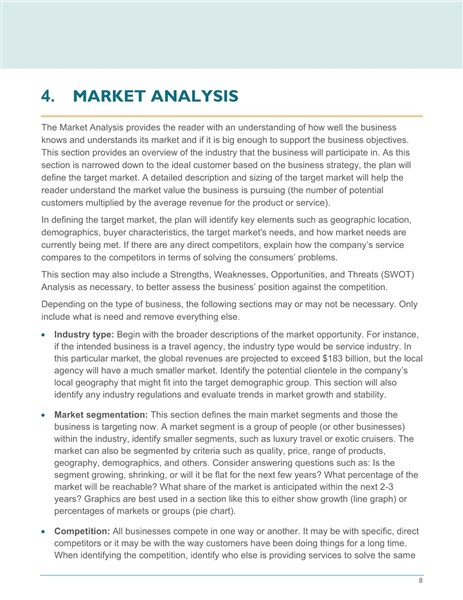 4. MARKET ANALYSIS
The Market Analysis provides the reader with an understanding of how well the business
knows and understands its market and if it is big enough to support the business objectives.
This section provides an overview of the industry that the business will participate in. As this
section is narrowed down to the ideal customer based on the business strategy, the plan will
define the target market. A detailed description and sizing of the target market will help the
reader understand the market value the business is pursuing (the number of potential
customers multiplied by the average revenue for the product or service).
In defining the target market, the plan will identify key elements such as geographic location,
demographics, buyer characteristics, the target market's needs, and how market needs are
currently being met. If there are any direct competitors, explain how the company’s service
compares to the competitors in terms of solving the consumers’ problems.
This section may also include a Strengths, Weaknesses, Opportunities, and Threats (SWOT)
Analysis as necessary, to better assess the business’ position against the competition.
Depending on the type of business, the following sections may or may not be necessary. Only
include what is need and remove everything else.
• Industry type: Begin with the broader descriptions of the market opportunity. For instance,
if the intended business is a travel agency, the industry type would be service industry. In
this particular market, the global revenues are projected to exceed $183 billion, but the local
agency will have a much smaller market. Identify the potential clientele in the company’s
local geography that might fit into the target demographic group. This section will also
identify any industry regulations and evaluate trends in market growth and stability.
• Market segmentation: This section defines the main market segments and those the
business is targeting now. A market segment is a group of people (or other businesses)
within the industry, identify smaller segments, such as luxury travel or exotic cruisers. The
market can also be segmented by criteria such as quality, price, range of products,
geography, demographics, and others. Consider answering questions such as: Is the
segment growing, shrinking, or will it be flat for the next few years? What percentage of the
market will be reachable? What share of the market is anticipated within the next 2-3
years? Graphics are best used in a section like this to either show growth (line graph) or
percentages of markets or groups (pie chart).
• Competition: All businesses compete in one way or another. It may be with specific, direct
competitors or it may be with the way customers have been doing things for a long time.
When identifying the competition, identify who else is providing services to solve the same
8